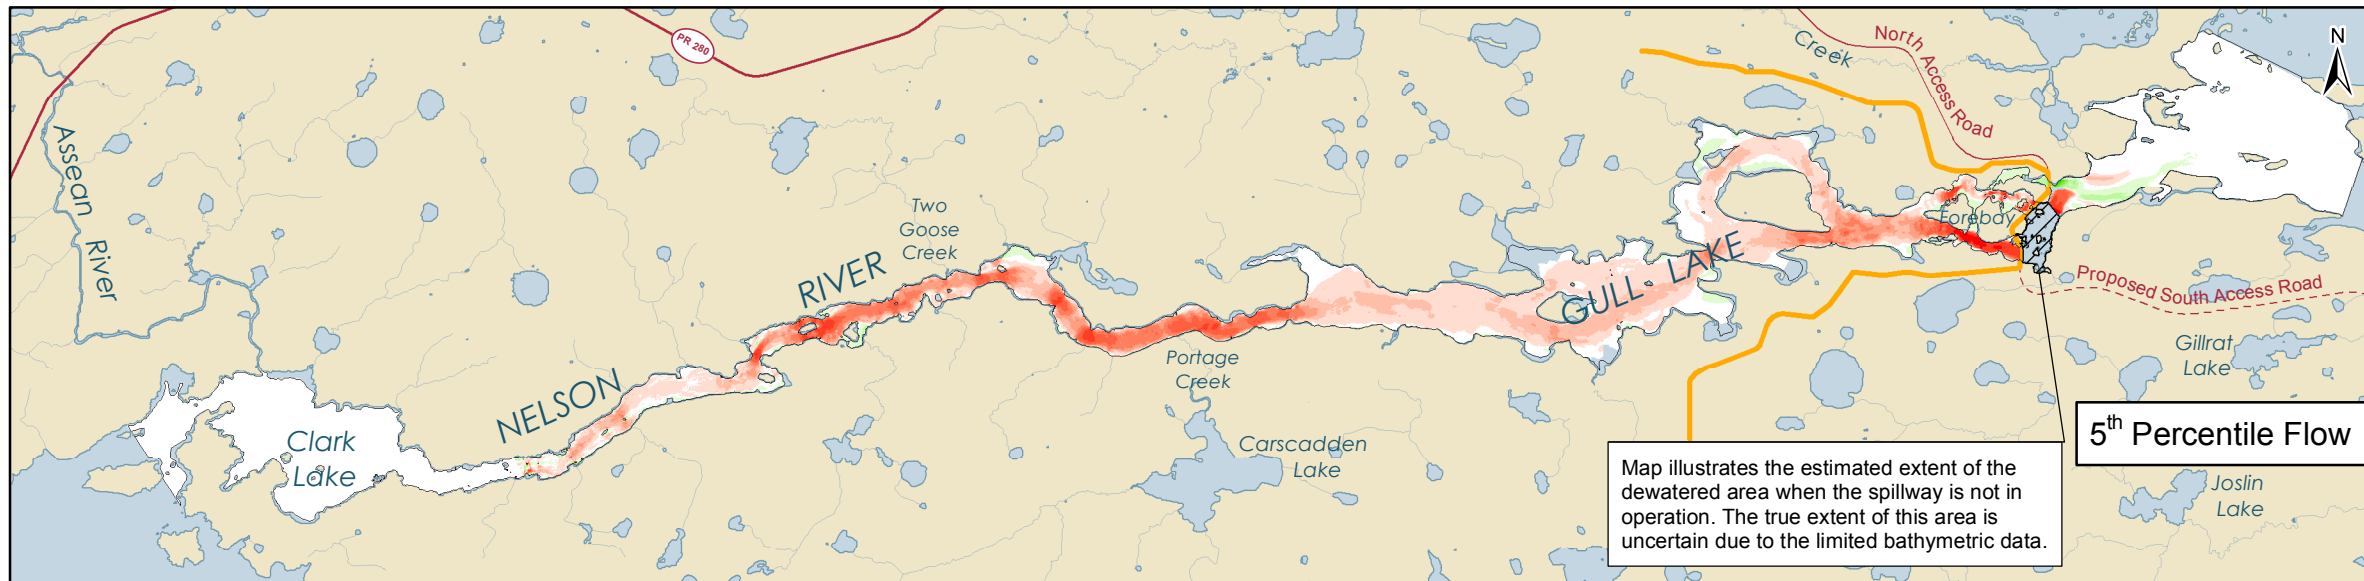 PR 280
Creek
North Access Road
N
Assean River
Two
Goose
Creek
Forebay
NELSON RIVER
GULL LAKE
Proposed South Access Road
Portage
Creek
Gillrat
Lake
Clark
Lake
Carscadden
Lake
5th Percentile Flow
Map illustrates the estimated extent of the
dewatered area when the spillway is not in
operation. The true extent of this area is
uncertain due to the limited bathymetric data.
Joslin
Lake